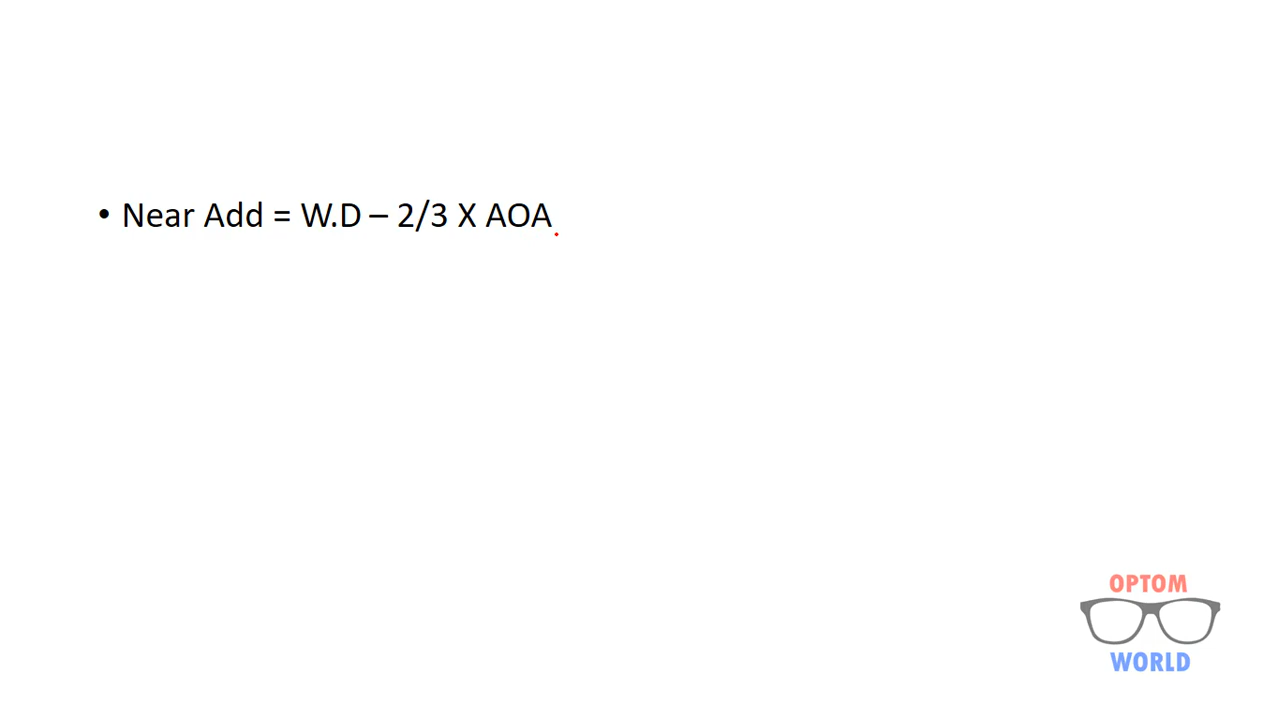 • Near Add = W.D – 2/3 X AOA
OPTOM
WORLD